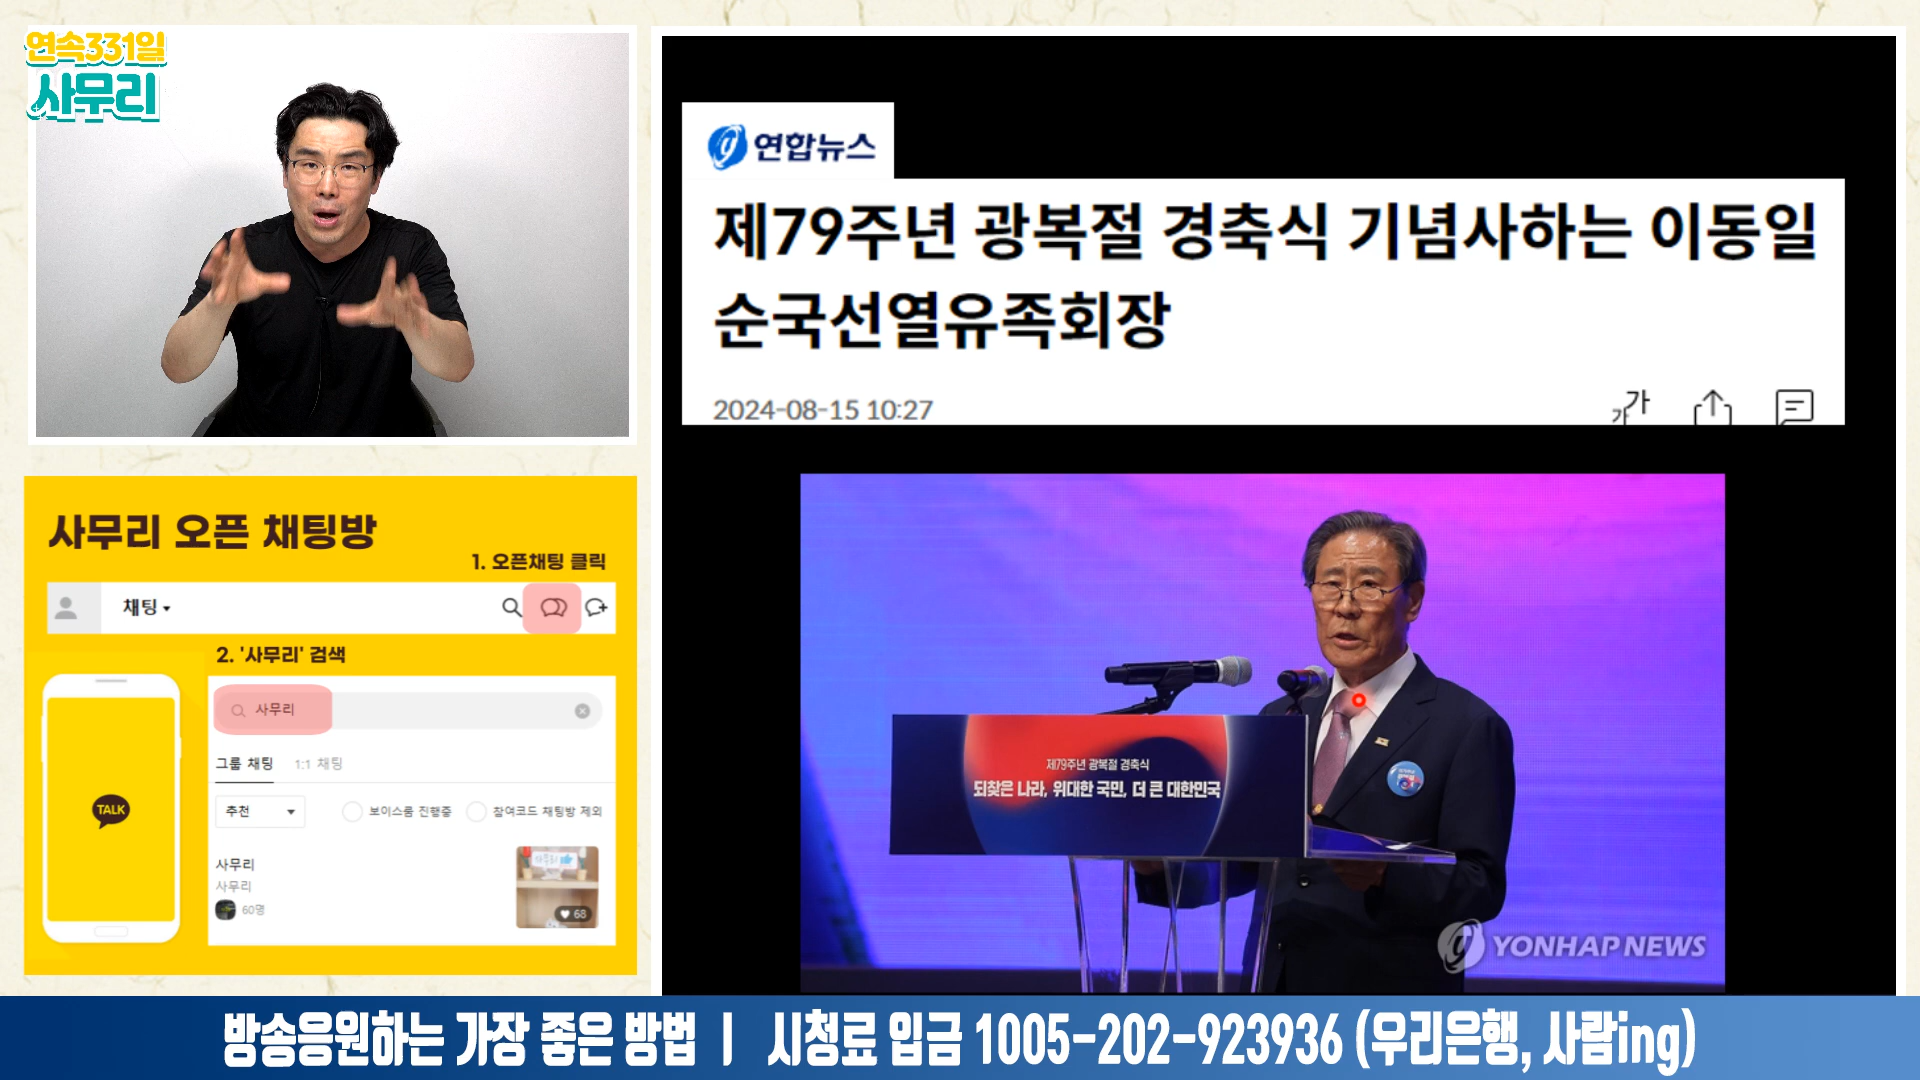 연속331일
사무리
사무리 오픈 채팅방
1. 오픈채팅 클릭
채팅
2. '사무리' 검색
사무리
그룹 채팅 1:1 채팅
추천 보이스룸 진행중 참여코드 채팅방 제외
TALK
사무리
사무리
60명
사무리
68
연합뉴스
제79주년 광복절 경축식 기념사하는 이동일
순국선열유족회장
2024-08-15 10:27
가가
제79주년 광복절 경축식
되찾은 나라, 위대한 국민, 더 큰 대한민국
YONHAP NEWS
방송응원하는 가장 좋은 방법 | 시청료 입금 1005-202-923936 (우리은행, 사람ing)